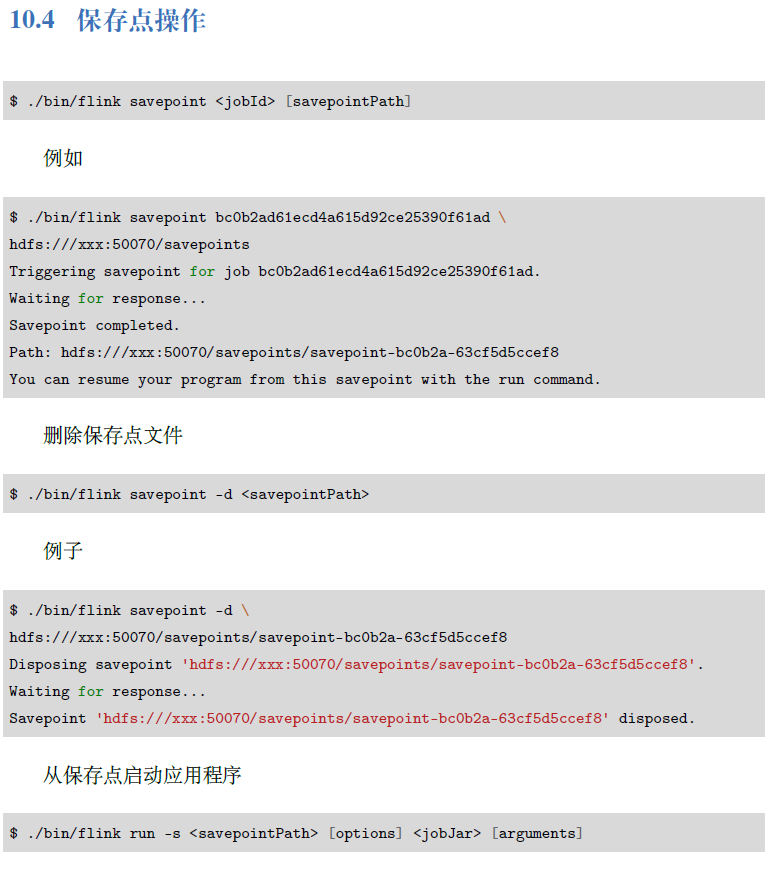 10.4 保存点操作
$ ./bin/flink savepoint <jobId> [savepointPath]
例如
$ ./bin/flink savepoint bc0b2ad61ecd4a615d92ce25390f61ad \
hdfs:///xxx:50070/savepoints
Triggering savepoint for job bc0b2ad61ecd4a615d92ce25390f61ad.
Waiting for response...
Savepoint completed.
Path: hdfs:///xxx:50070/savepoints/savepoint-bc0b2a-63cf5d5ccef8
You can resume your program from this savepoint with the run command.
删除保存点文件
$ ./bin/flink savepoint -d <savepointPath>
例子
$ ./bin/flink savepoint -d \
hdfs:///xxx:50070/savepoints/savepoint-bc0b2a-63cf5d5ccef8
Disposing savepoint 'hdfs:///xxx:50070/savepoints/savepoint-bc0b2a-63cf5d5ccef8'.
Waiting for response...
Savepoint 'hdfs:///xxx:50070/savepoints/savepoint-bc0b2a-63cf5d5ccef8' disposed.
从保存点启动应用程序
$ ./bin/flink run -s <savepointPath> [options] <jobJar> [arguments]